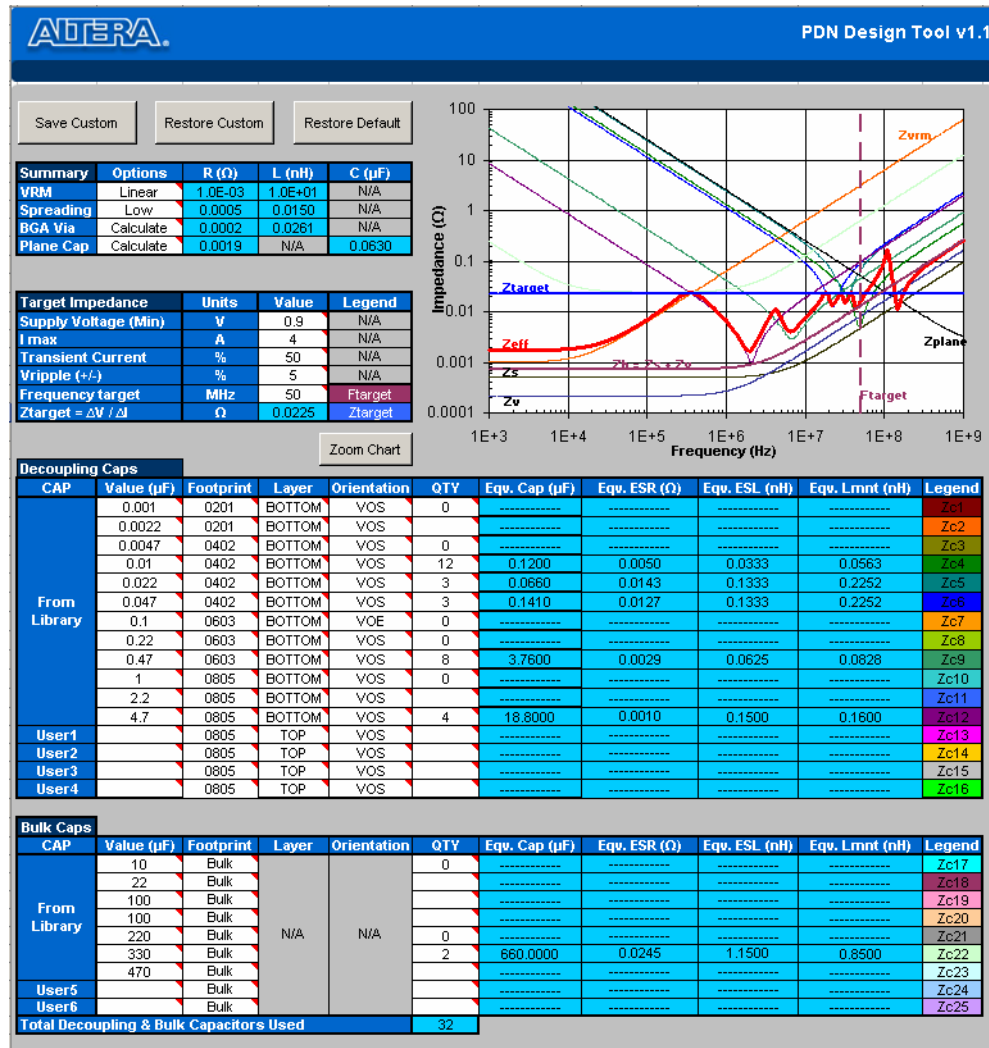 ALTERA.
PDN Design Tool v1.1
Save Custom Restore Custom Restore Default
Summary Options R (Ω) L (nH) C (µF)
VRM Linear 1.0E-03 1.0E+01 N/A
Spreading Low 0.0005 0.0150 N/A
BGA Via Calculate 0.0002 0.0261 N/A
Plane Cap Calculate 0.0019 N/A 0.0630
Target Impedance Units Value Legend
Supply Voltage (Min) V 0.9 N/A
I max A 4 N/A
Transient Current % 50 N/A
Vripple (+/-) % 5 N/A
Frequency target MHz 50 Ftarget
Ztarget = ΔV / ΔI Ω 0.0225 Ztarget
Zoom Chart
Impedance (Ω)
100
10
1
0.1
0.01
0.001
0.0001
Zvrm
Ztarget
Zeff
Zplane
Zs
Zv
Ftarget
1E+3 1E+4 1E+5 1E+6 1E+7 1E+8 1E+9
Frequency (Hz)
Decoupling Caps
CAP Value (µF) Footprint Layer Orientation QTY Eqv. Cap (µF) Eqv. ESR (Ω) Eqv. ESL (nH) Eqv. Lmnt (nH) Legend
From Library
0.001 0201 BOTTOM VOS 0 ----------- ----------- ----------- ----------- Zc1
0.0022 0201 BOTTOM VOS ----------- ----------- ----------- ----------- Zc2
0.0047 0402 BOTTOM VOS 0 ----------- ----------- ----------- ----------- Zc3
0.01 0402 BOTTOM VOS 12 0.1200 0.0050 0.0333 0.0563 Zc4
0.022 0402 BOTTOM VOS 3 0.0660 0.0143 0.1333 0.2252 Zc5
0.047 0402 BOTTOM VOS 3 0.1410 0.0127 0.1333 0.2252 Zc6
0.1 0603 BOTTOM VOE 0 ----------- ----------- ----------- ----------- Zc7
0.22 0603 BOTTOM VOS 0 ----------- ----------- ----------- ----------- Zc8
0.47 0603 BOTTOM VOS 8 3.7600 0.0029 0.0625 0.0828 Zc9
1 0805 BOTTOM VOS 0 ----------- ----------- ----------- ----------- Zc10
2.2 0805 BOTTOM VOS ----------- ----------- ----------- ----------- Zc11
4.7 0805 BOTTOM VOS 4 18.8000 0.0010 0.1500 0.1600 Zc12
User1 0805 TOP VOS ----------- ----------- ----------- ----------- Zc13
User2 0805 TOP VOS ----------- ----------- ----------- ----------- Zc14
User3 0805 TOP VOS ----------- ----------- ----------- ----------- Zc15
User4 0805 TOP VOS ----------- ----------- ----------- ----------- Zc16
Bulk Caps
CAP Value (µF) Footprint Layer Orientation QTY Eqv. Cap (µF) Eqv. ESR (Ω) Eqv. ESL (nH) Eqv. Lmnt (nH) Legend
From Library
N/A N/A
10 Bulk 0 ----------- ----------- ----------- ----------- Zc17
22 Bulk ----------- ----------- ----------- ----------- Zc18
100 Bulk ----------- ----------- ----------- ----------- Zc19
100 Bulk ----------- ----------- ----------- ----------- Zc20
220 Bulk 0 ----------- ----------- ----------- ----------- Zc21
330 Bulk 2 660.0000 0.0245 1.1500 0.8500 Zc22
470 Bulk ----------- ----------- ----------- ----------- Zc23
User5 Bulk ----------- ----------- ----------- ----------- Zc24
User6 Bulk ----------- ----------- ----------- ----------- Zc25
Total Decoupling & Bulk Capacitors Used 32